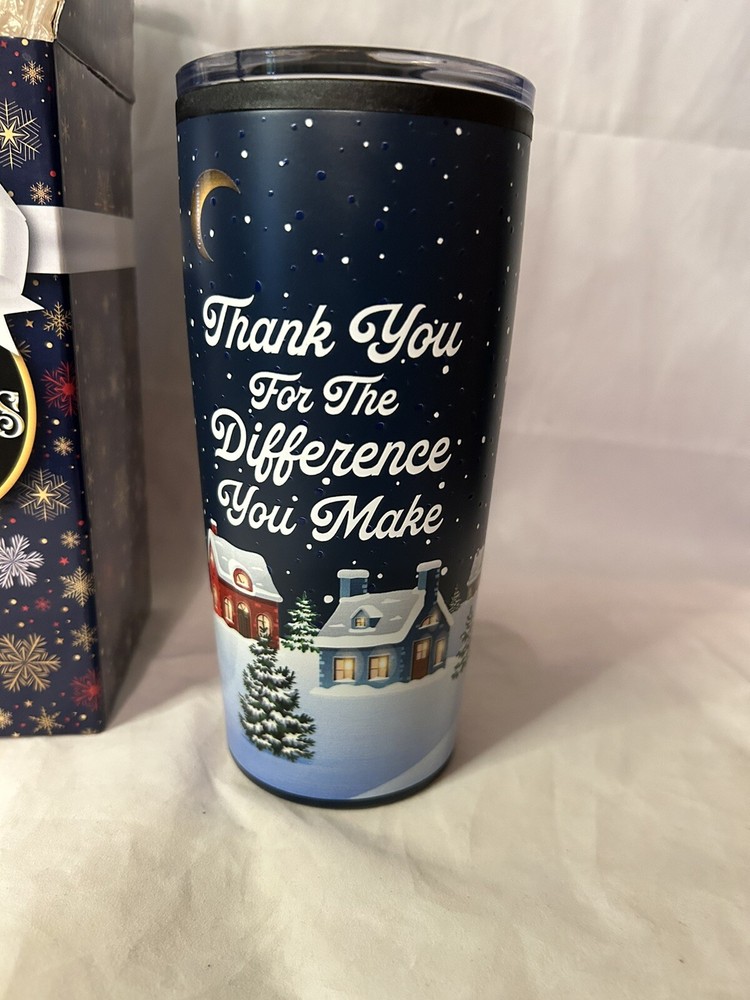 Thank You
For The
Difference
You Make